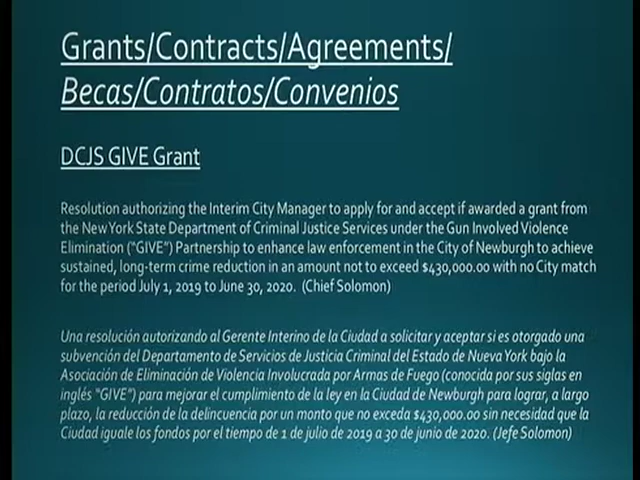 Grants/Contracts/Agreements/
Becas/Contratos/Convenios
DCJS GIVE Grant
Resolution authorizing the Interim City Manager to apply for and accept if awarded a grant from
the New York State Department of Criminal Justice Services under the Gun Involved Violence
Elimination ("GIVE") Partnership to enhance law enforcement in the City of Newburgh to achieve
sustained, long-term crime reduction in an amount not to exceed $430,000.00 with no City match
for the period July 1, 2019 to June 30, 2020. (Chief Solomon)
Una resolución autorizando al Gerente Interino de la Ciudad a solicitar y aceptar si es otorgado una
subvención del Departamento de Servicios de Justicia Criminal del Estado de Nueva York bajo la
Asociación de Eliminación de Violencia Involucrada por Armas de Fuego (conocida por sus siglas en
inglés "GIVE") para mejorar el cumplimiento de la ley en la Ciudad de Newburgh para lograr, a largo
plazo, la reducción de la delincuencia por un monto que no exceda $430,000.00 sin necesidad que la
Ciudad iguale los fondos por el tiempo de 1 de julio de 2019 a 30 de junio de 2020. (Jefe Solomon)